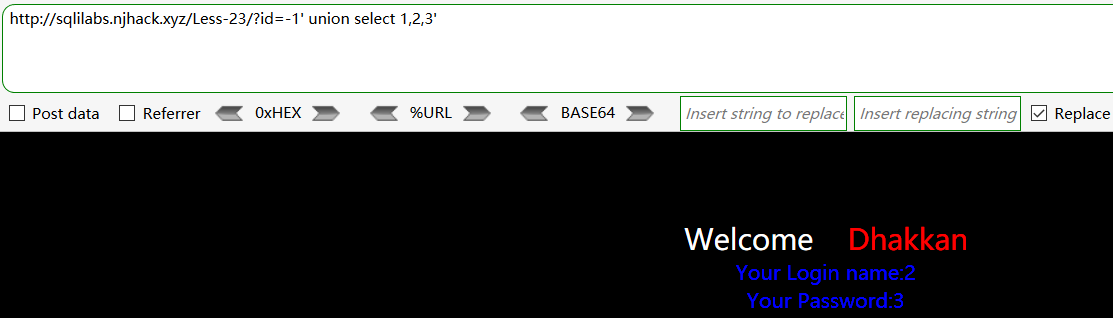 http://sqlilabs.njhack.xyz/Less-23/?id=-1' union select 1,2,3'
Post data Referrer 0xHEX %URL BASE64 Insert string to replace Insert replacing string Replace
Welcome Dhakkan
Your Login name:2
Your Password:3